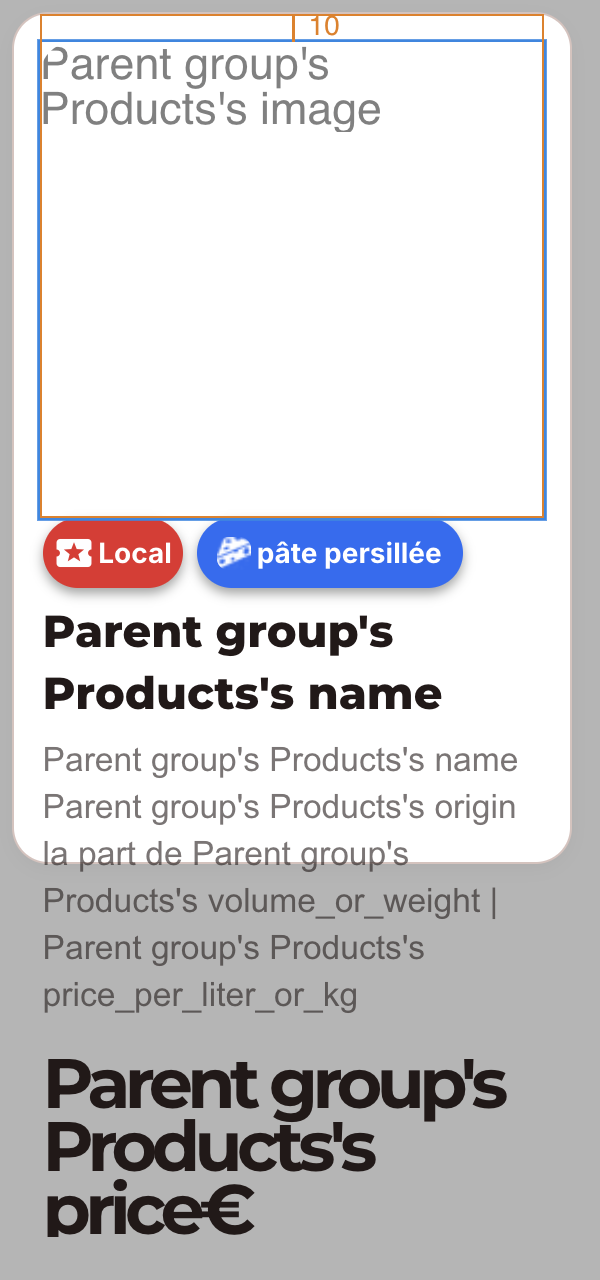 10
Parent group's
Products's image
Local
pâte persillée
Parent group's
Products's name
Parent group's Products's name
Parent group's Products's origin
la part de Parent group's
Products's volume_or_weight |
Parent group's Products's
price_per_liter_or_kg
Parent group's
Products's
price€